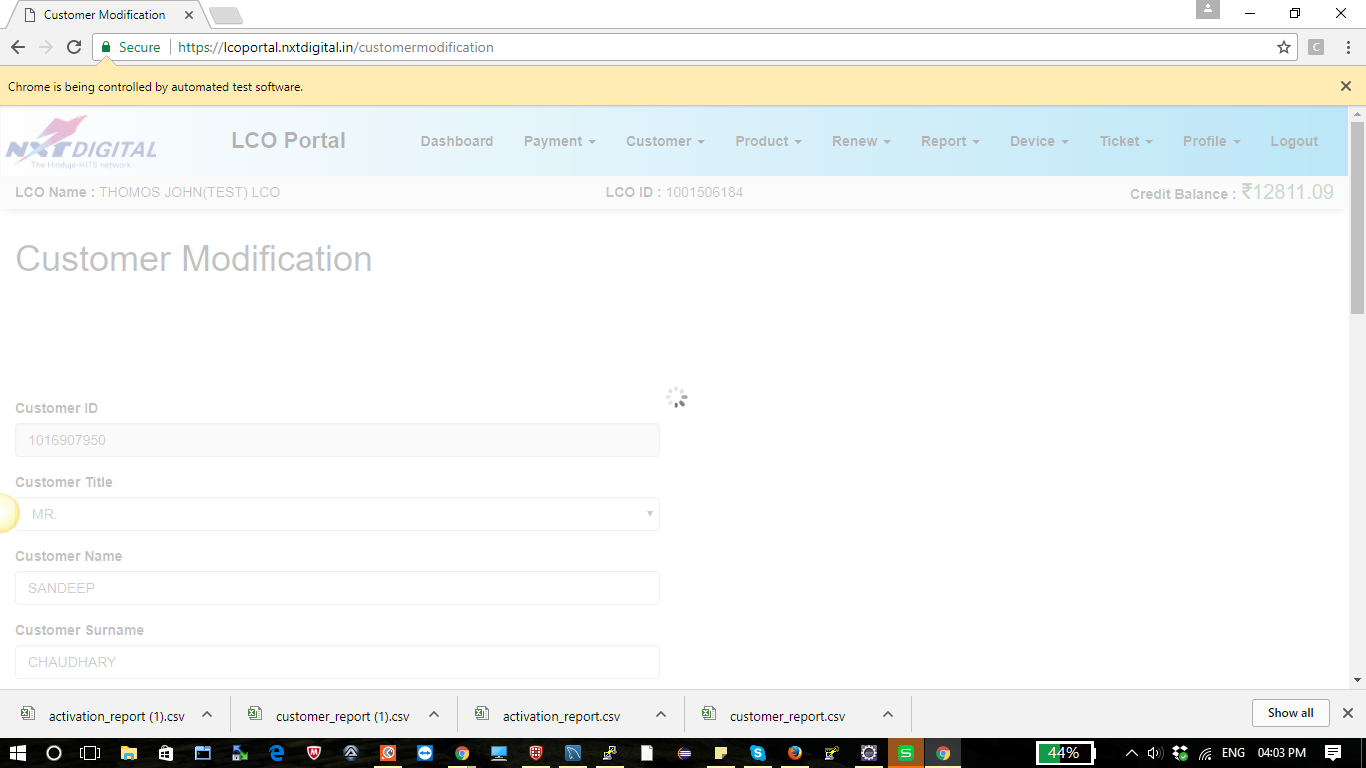 Customer Modification
Secure https://lcoportal.nxtdigital.in/customermodification
C
Chrome is being controlled by automated test software.
NXTDIGITAL
The Hinduja-HITS network
LCO Portal
Dashboard Payment Customer Product Renew Report Device Ticket Profile Logout
LCO Name : THOMOS JOHN(TEST) LCO LCO ID : 1001506184 Credit Balance : ₹12811.09
Customer Modification
Customer ID
1016907950
Customer Title
MR.
Customer Name
SANDEEP
Customer Surname
CHAUDHARY
activation_report (1).csv customer_report (1).csv activation_report.csv customer_report.csv Show all
44% ENG 04:03 PM